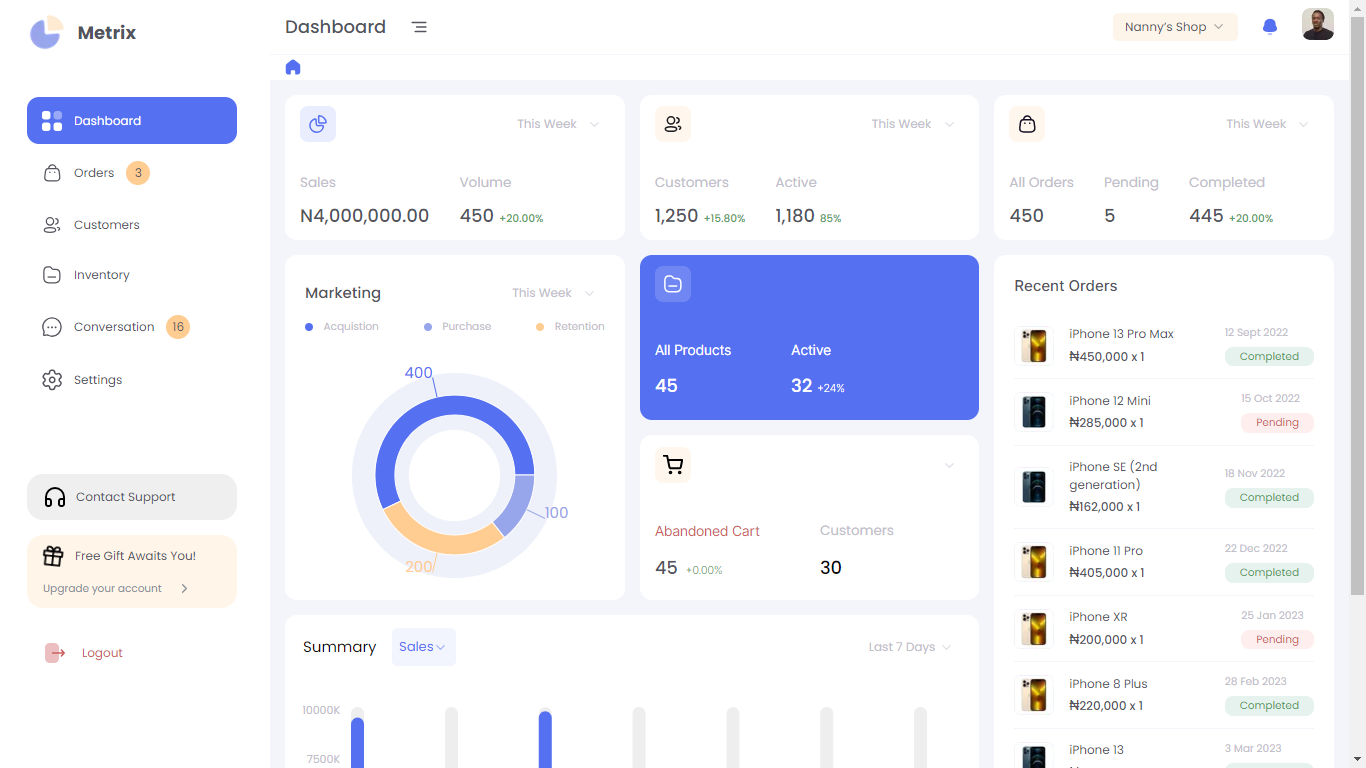 Metrix
Dashboard
Nanny's Shop
Dashboard
Orders 3
Customers
Inventory
Conversation 16
Settings
Contact Support
Free Gift Awaits You!
Upgrade your account
Logout
This Week
Sales Volume
N4,000,000.00 450 +20.00%
This Week
Customers Active
1,250 +15.80% 1,180 85%
This Week
All Orders Pending Completed
450 5 445 +20.00%
Marketing This Week
Acquistion Purchase Retention
400
100
200
All Products Active
45 32 +24%
Abandoned Cart Customers
45 +0.00% 30
Recent Orders
iPhone 13 Pro Max 12 Sept 2022
₦450,000 x 1 Completed
iPhone 12 Mini 15 Oct 2022
₦285,000 x 1 Pending
iPhone SE (2nd
generation) 18 Nov 2022
₦162,000 x 1 Completed
iPhone 11 Pro 22 Dec 2022
₦405,000 x 1 Completed
iPhone XR 25 Jan 2023
₦200,000 x 1 Pending
iPhone 8 Plus 28 Feb 2023
₦220,000 x 1 Completed
iPhone 13 3 Mar 2023
Summary Sales Last 7 Days
10000K
7500K